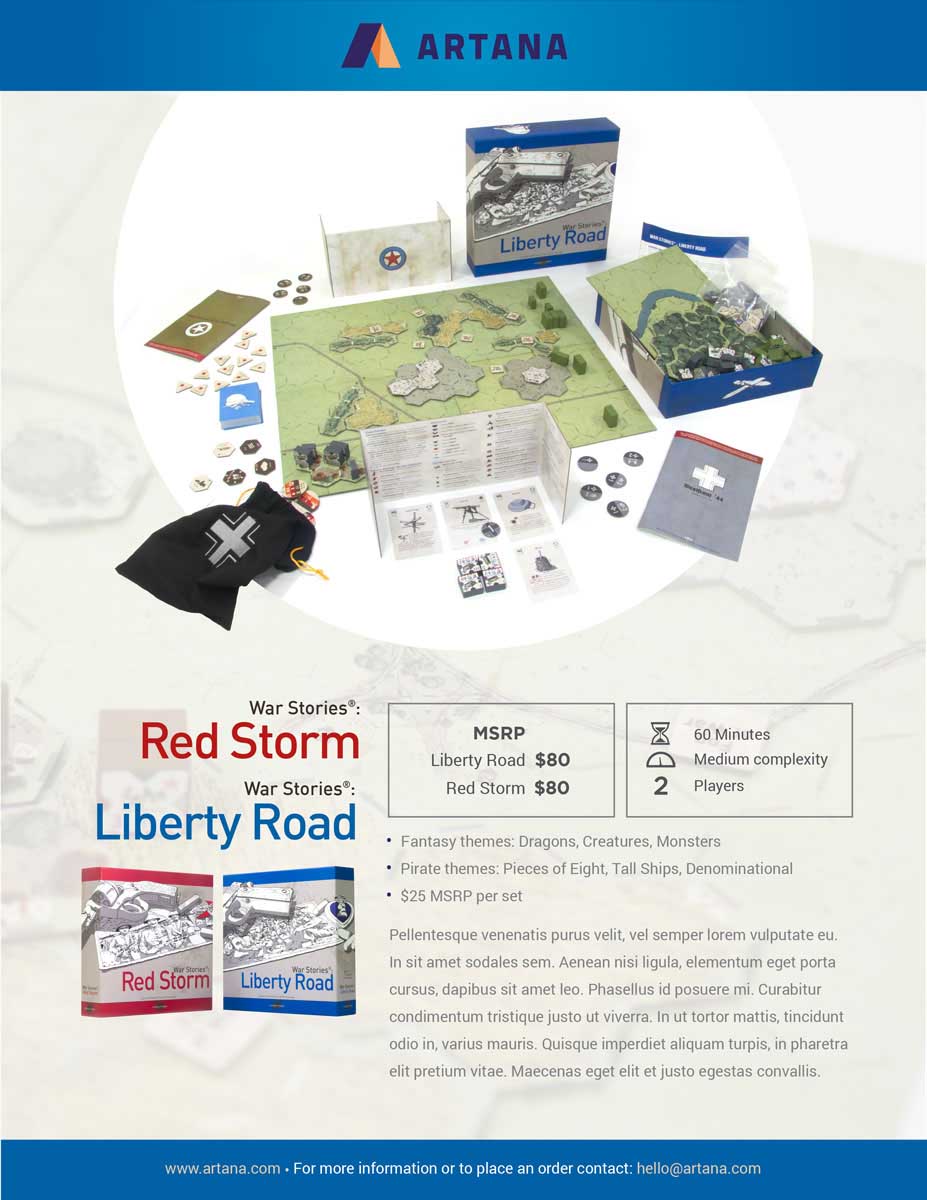 ARTANA
War Stories®:
Liberty Road
WAR STORIES®: LIBERTY ROAD
War Stories®:
Red Storm
War Stories®:
Liberty Road
MSRP
Liberty Road $80
Red Storm $80
60 Minutes
Medium complexity
2 Players
• Fantasy themes: Dragons, Creatures, Monsters
• Pirate themes: Pieces of Eight, Tall Ships, Denominational
• $25 MSRP per set
War Stories®:
Red Storm
War Stories®:
Liberty Road
Pellentesque venenatis purus velit, vel semper lorem vulputate eu.
In sit amet sodales sem. Aenean nisi ligula, elementum eget porta
cursus, dapibus sit amet leo. Phasellus id posuere mi. Curabitur
condimentum tristique justo ut viverra. In ut tortor mattis, tincidunt
odio in, varius mauris. Quisque imperdiet aliquam turpis, in pharetra
elit pretium vitae. Maecenas eget elit et justo egestas convallis.
www.artana.com • For more information or to place an order contact: hello@artana.com